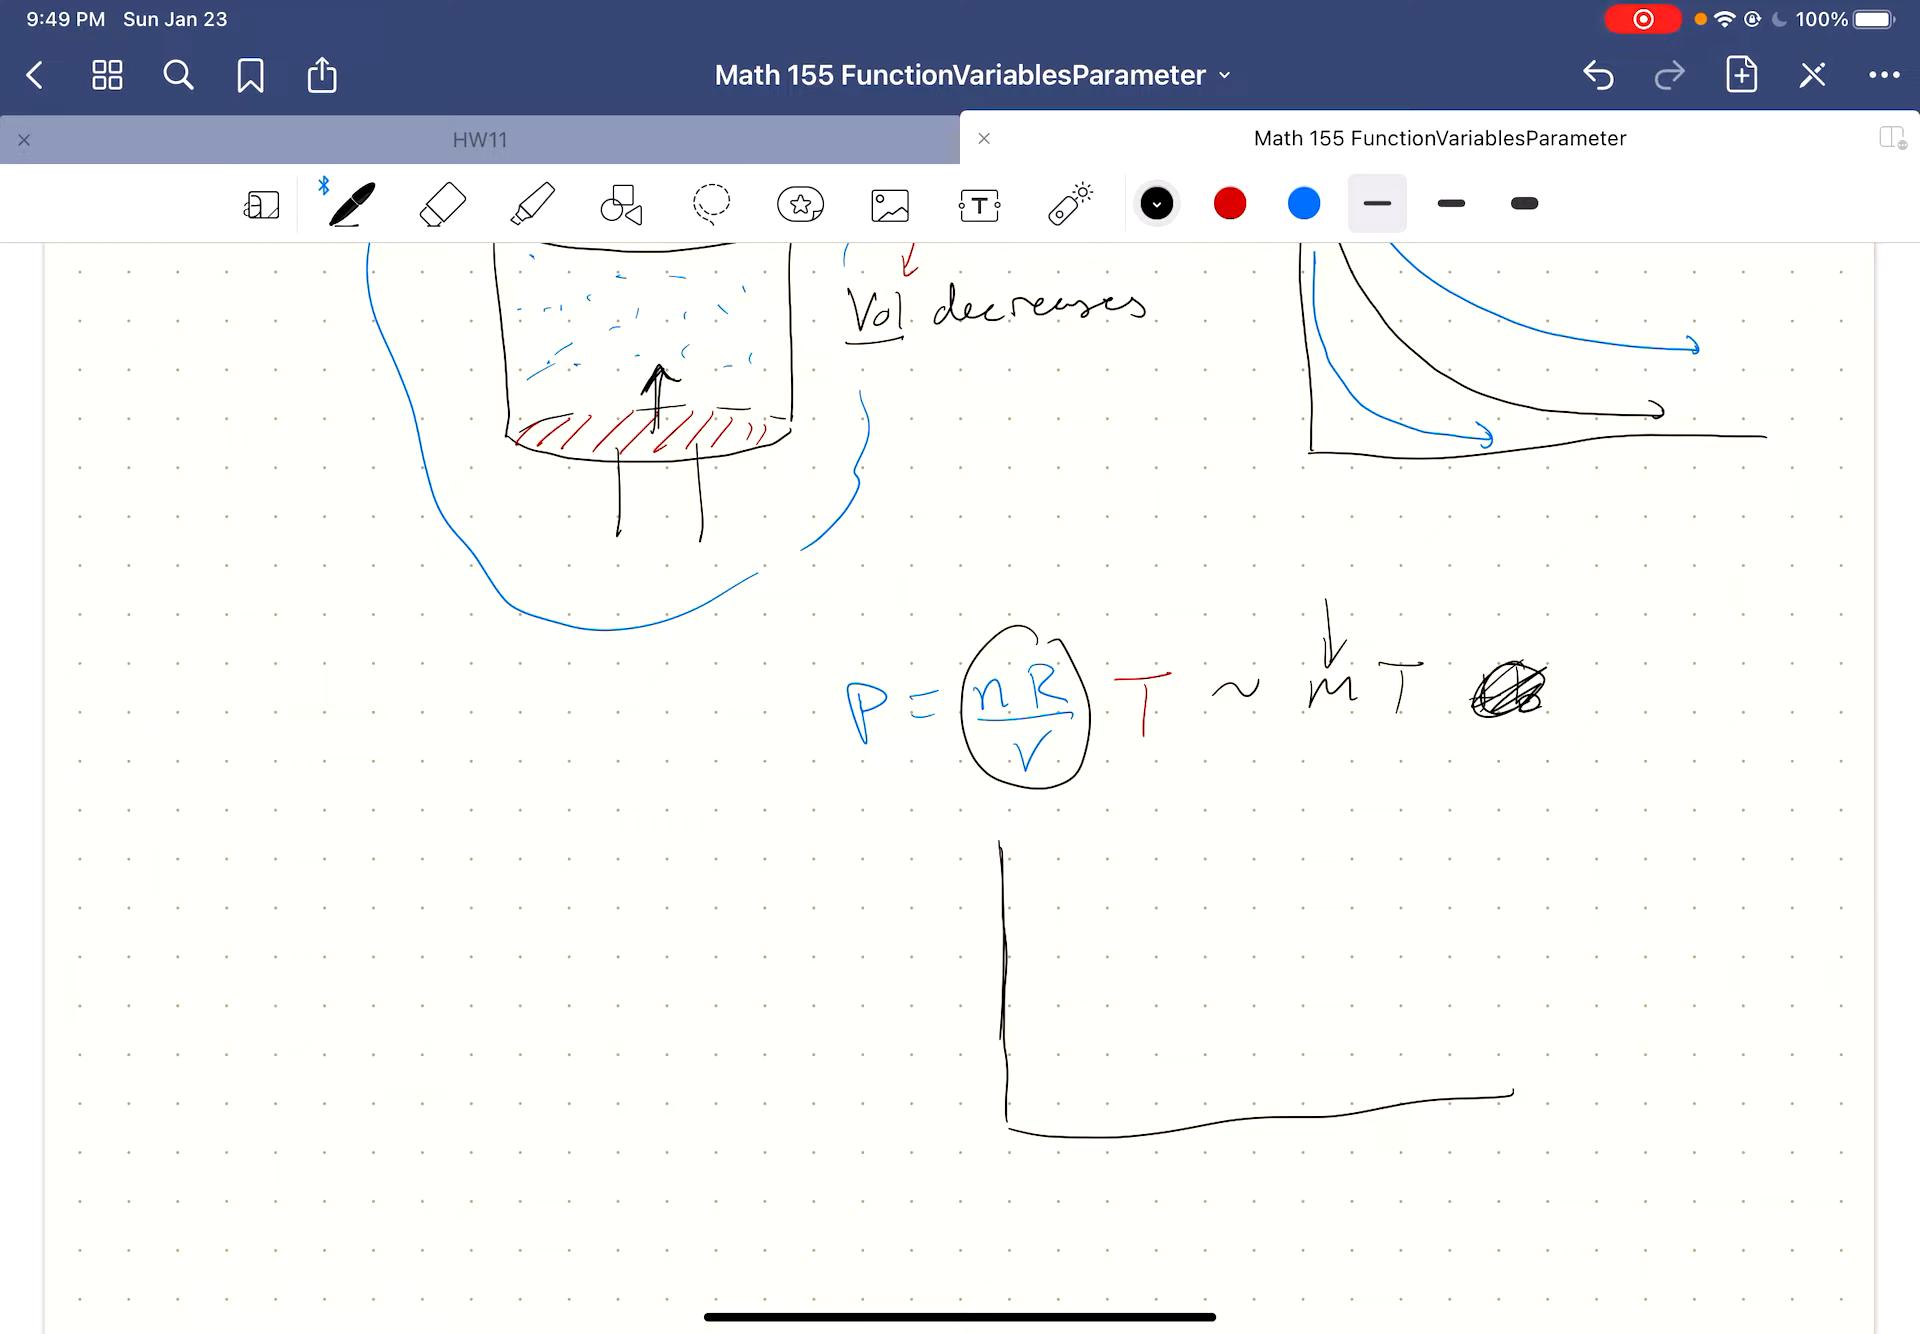 9:49 PM Sun Jan 23
100%
Math 155 FunctionVariablesParameter
HW11
Math 155 FunctionVariablesParameter
Vol decreases
P = nR/V T ~ m T